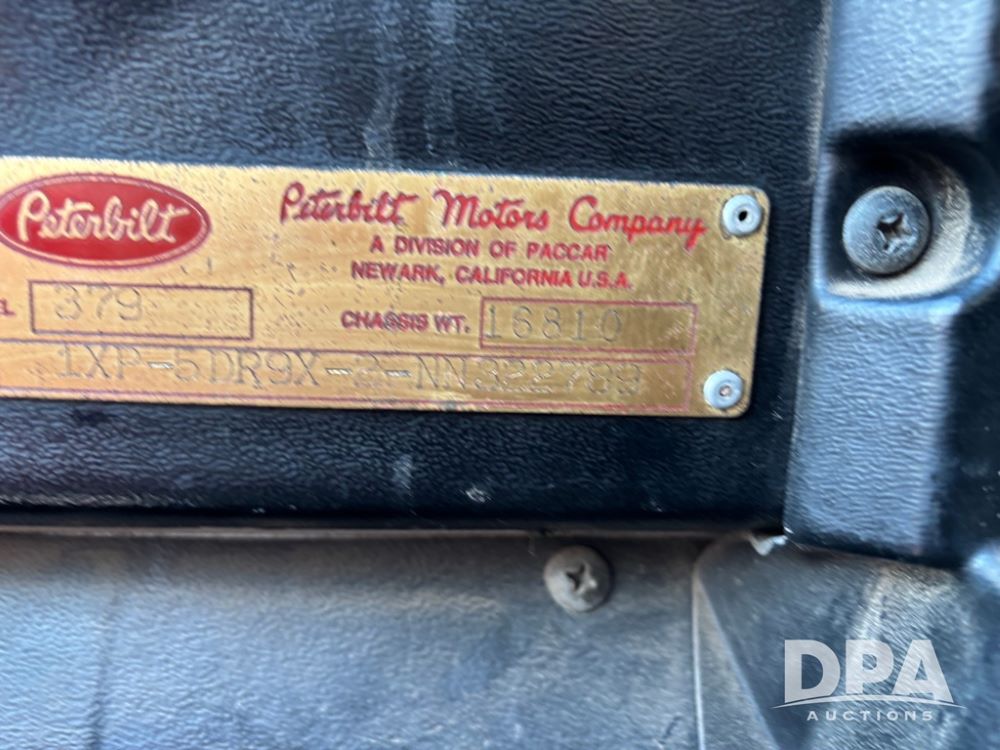 Peterbilt
Peterbilt Motors Company
A DIVISION OF PACCAR
NEWARK, CALIFORNIA U.S.A.
379
CHASSIS WT. 16810
1XP-5DR9X-2-NN322789
DPA
AUCTIONS